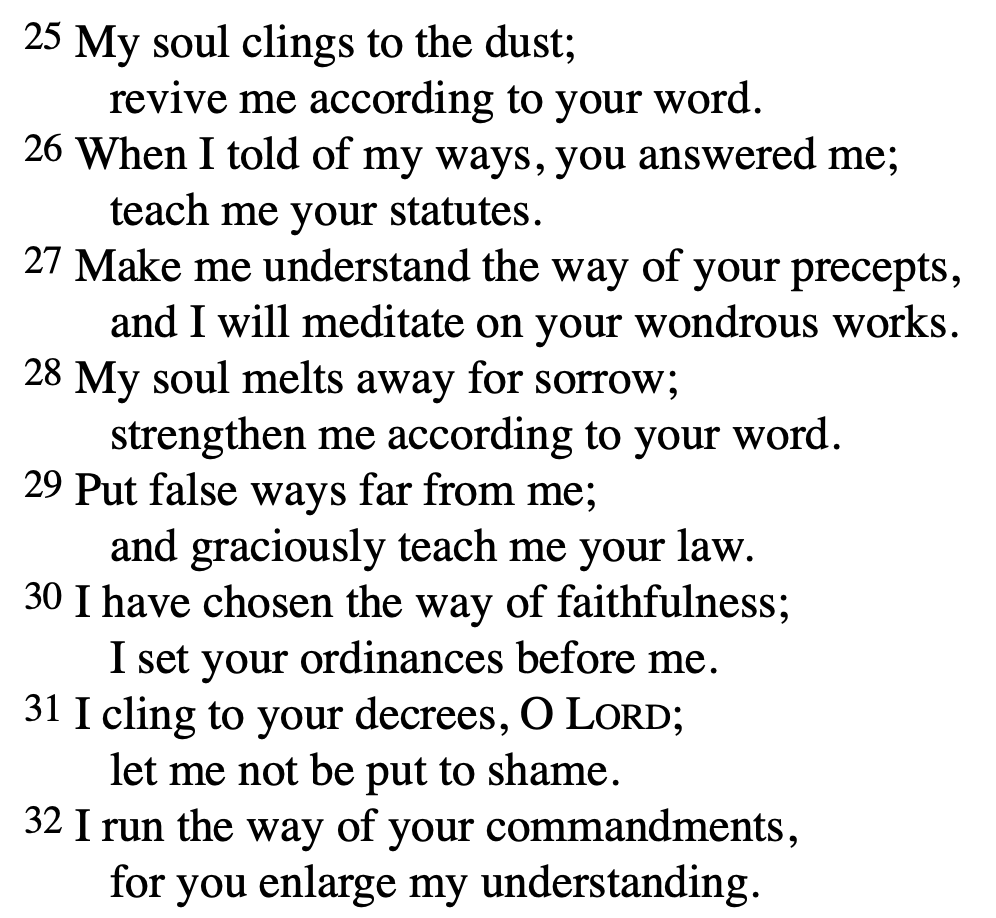 25 My soul clings to the dust;
revive me according to your word.
26 When I told of my ways, you answered me;
teach me your statutes.
27 Make me understand the way of your precepts,
and I will meditate on your wondrous works.
28 My soul melts away for sorrow;
strengthen me according to your word.
29 Put false ways far from me;
and graciously teach me your law.
30 I have chosen the way of faithfulness;
I set your ordinances before me.
31 I cling to your decrees, O LORD;
let me not be put to shame.
32 I run the way of your commandments,
for you enlarge my understanding.